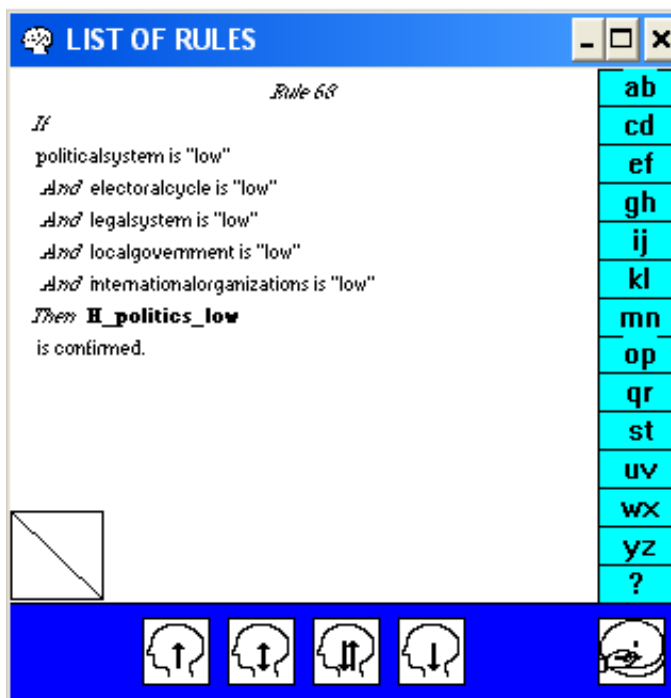 LIST OF RULES
Rule 68
If
politicalsystem is "low"
And electoralcycle is "low"
And legalsystem is "low"
And localgovernment is "low"
And internationalorganizations is "low"
Then H_politics_low
is confirmed.
ab
cd
ef
gh
ij
kl
mn
op
qr
st
uv
wx
yz
?